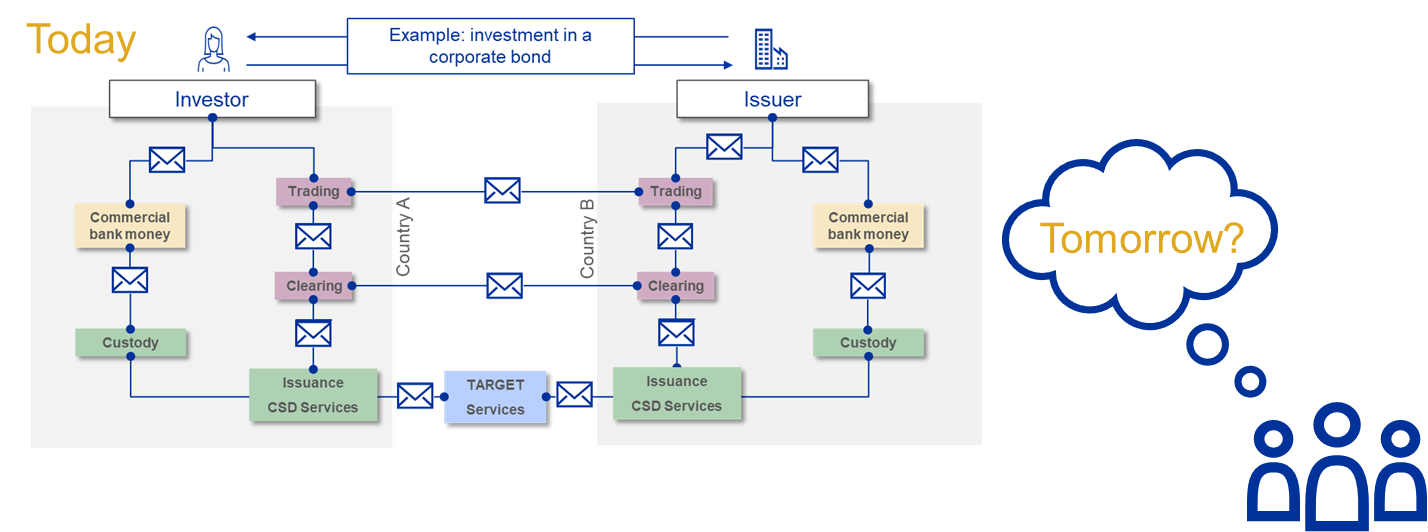 Today
Example: investment in a
corporate bond
Investor
Issuer
Trading
Trading
Commercial
bank money
Country A
Country B
Commercial
bank money
Tomorrow?
Clearing
Clearing
Custody
Custody
Issuance
CSD Services
TARGET
Services
Issuance
CSD Services